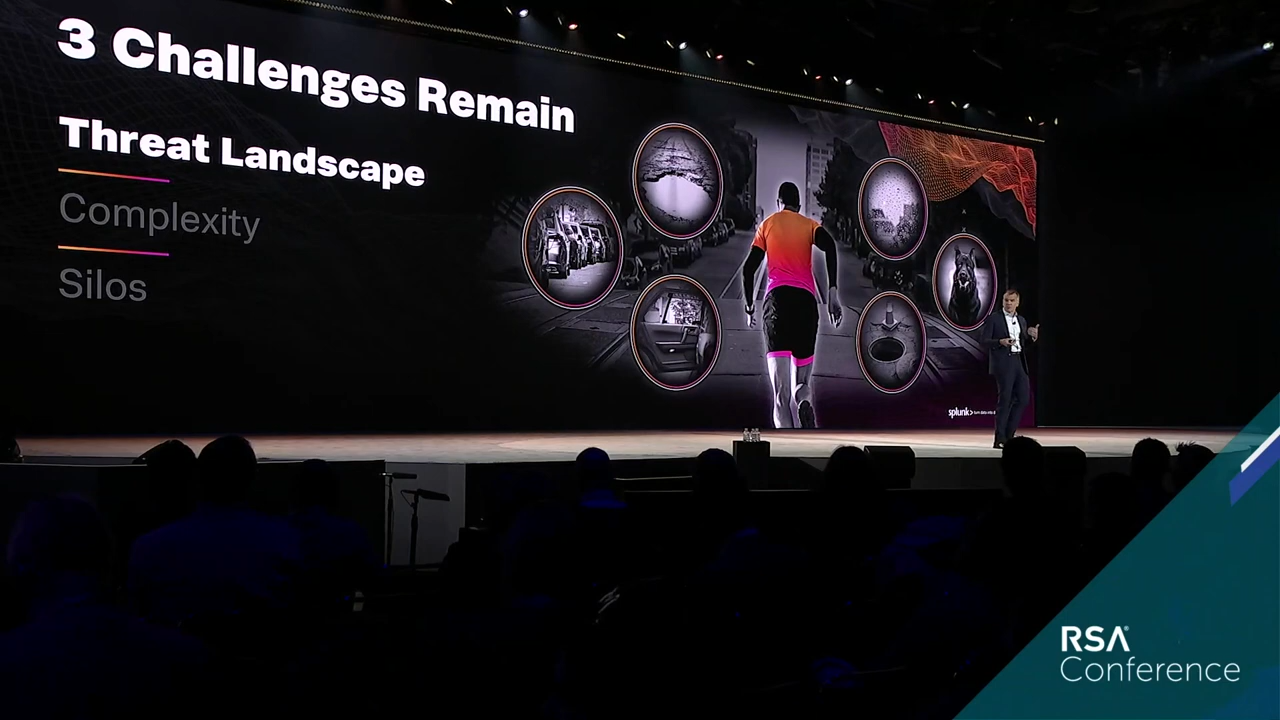 3 Challenges Remain
Threat Landscape
Complexity
Silos
splunk>
RSA
Conference